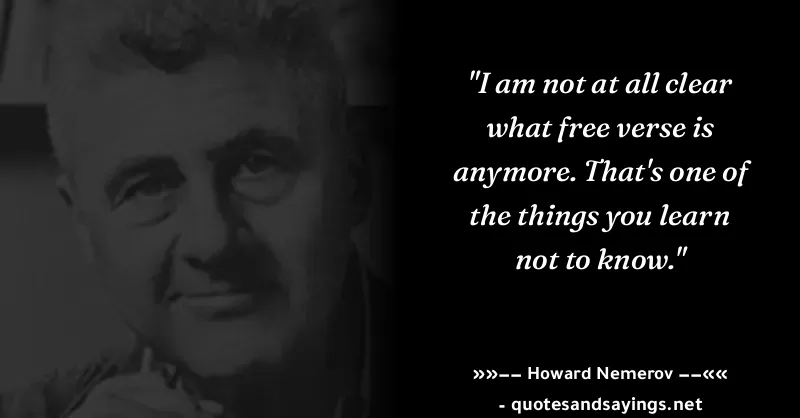 "I am not at all clear
what free verse is
anymore. That's one of
the things you learn
not to know."
»»−− Howard Nemerov −−««
- quotesandsayings.net